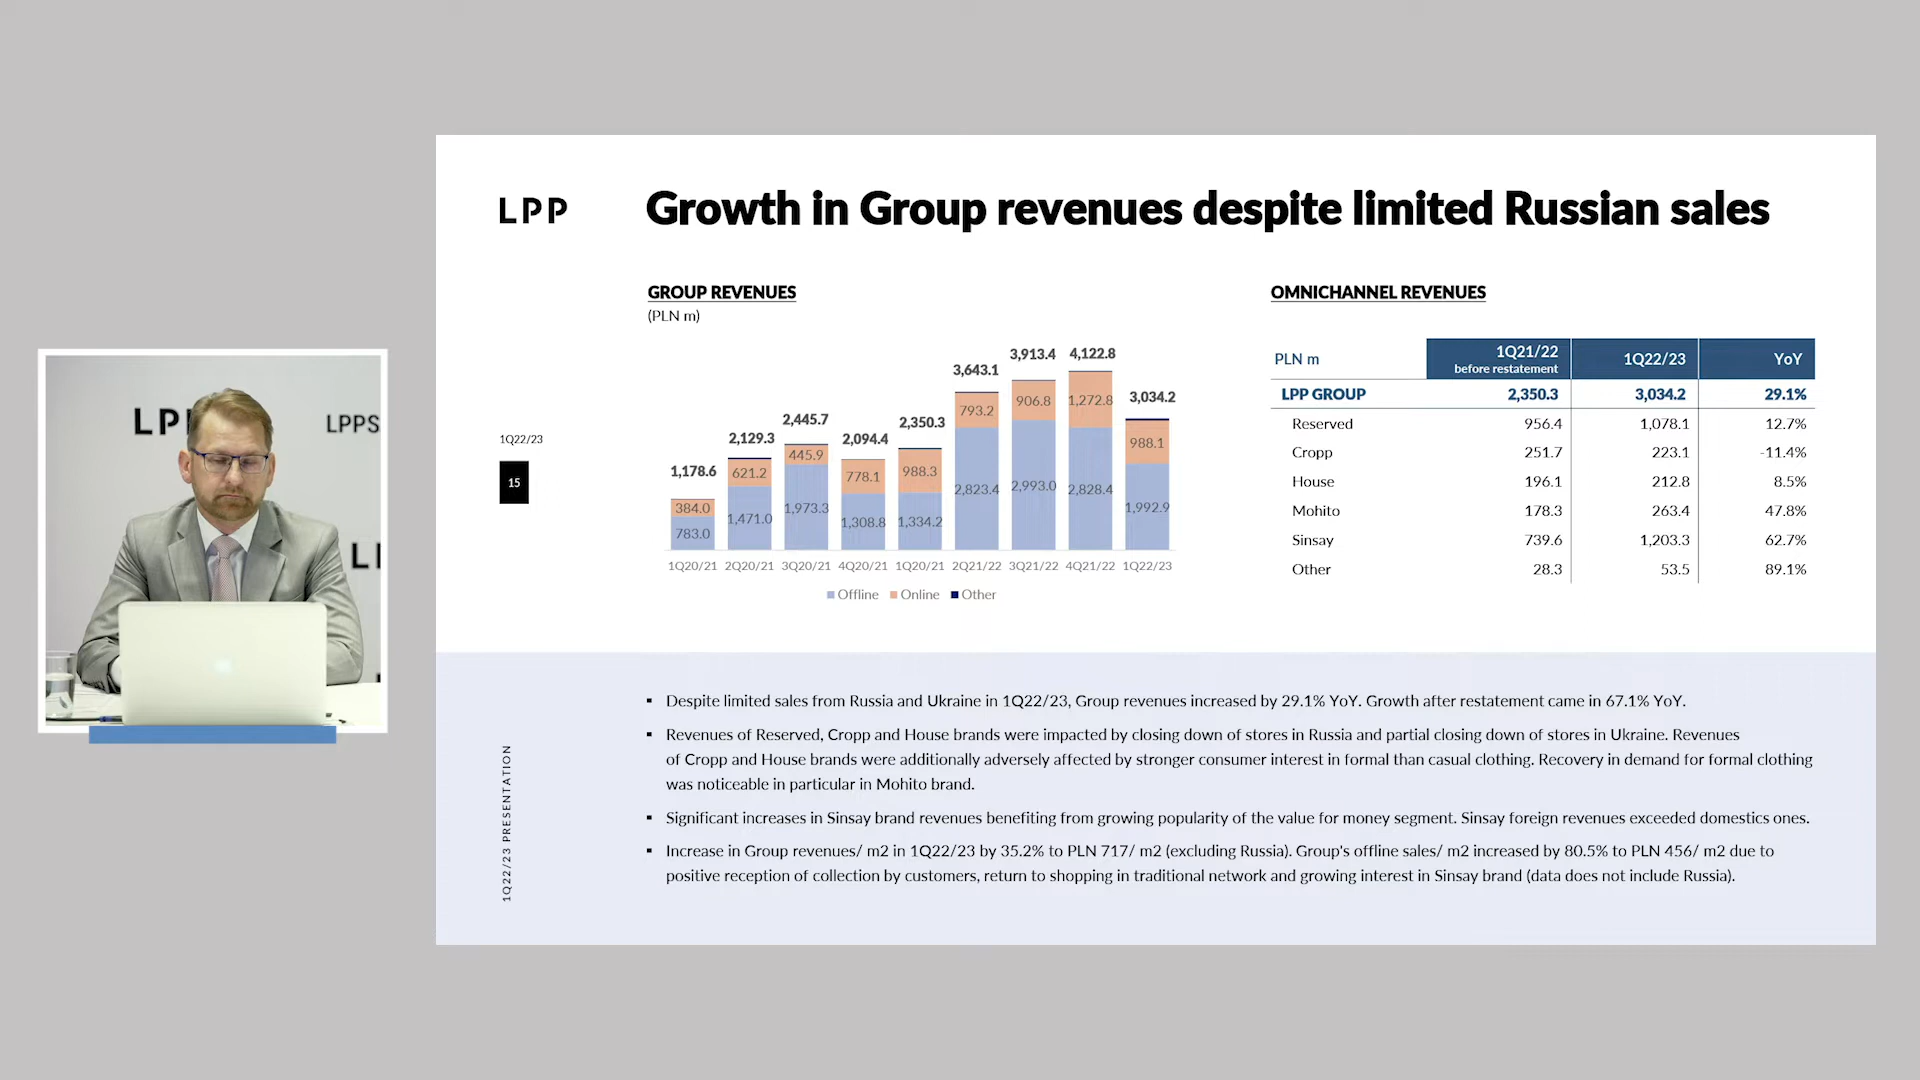 LPP
Growth in Group revenues despite limited Russian sales
GROUP REVENUES
(PLN m)
3,913.4 4,122.8
3,643.1
3,034.2
2,445.7
2,350.3
2,129.3
2,094.4
1,178.6
793.2 906.8 1,272.8
988.1
384.0 621.2 445.9 778.1 988.3
783.0 1,471.0 1,973.3 1,308.8 1,334.2 2,823.4 2,993.0 2,828.4 1,992.9
1Q20/21 2Q20/21 3Q20/21 4Q20/21 1Q20/21 2Q21/22 3Q21/22 4Q21/22 1Q22/23
Offline Online Other
OMNICHANNEL REVENUES
PLN m 1Q21/22 before restatement 1Q22/23 YoY
LPP GROUP 2,350.3 3,034.2 29.1%
Reserved 956.4 1,078.1 12.7%
Cropp 251.7 223.1 -11.4%
House 196.1 212.8 8.5%
Mohito 178.3 263.4 47.8%
Sinsay 739.6 1,203.3 62.7%
Other 28.3 53.5 89.1%
1Q22/23
15
LPP
LPPS
LI
▪ Despite limited sales from Russia and Ukraine in 1Q22/23, Group revenues increased by 29.1% YoY. Growth after restatement came in 67.1% YoY.
▪ Revenues of Reserved, Cropp and House brands were impacted by closing down of stores in Russia and partial closing down of stores in Ukraine. Revenues
of Cropp and House brands were additionally adversely affected by stronger consumer interest in formal than casual clothing. Recovery in demand for formal clothing
was noticeable in particular in Mohito brand.
▪ Significant increases in Sinsay brand revenues benefiting from growing popularity of the value for money segment. Sinsay foreign revenues exceeded domestics ones.
▪ Increase in Group revenues/ m2 in 1Q22/23 by 35.2% to PLN 717/ m2 (excluding Russia). Group's offline sales/ m2 increased by 80.5% to PLN 456/ m2 due to
positive reception of collection by customers, return to shopping in traditional network and growing interest in Sinsay brand (data does not include Russia).
1Q22/23 PRESENTATION